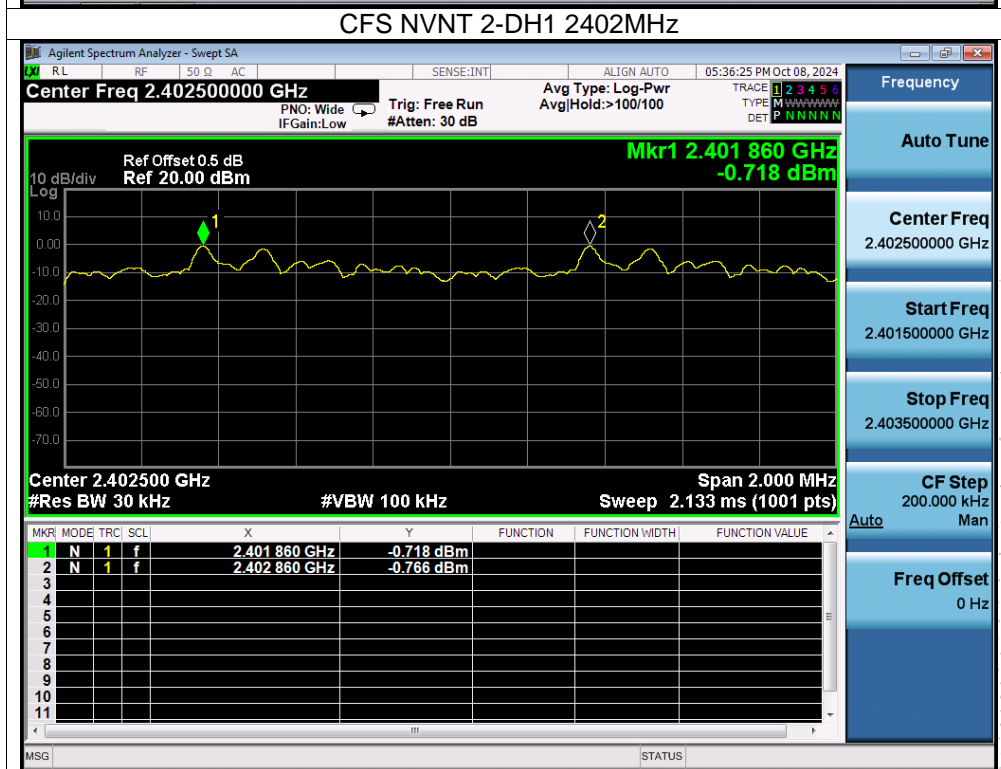 CFS NVNT 2-DH1 2402MHz
Agilent Spectrum Analyzer - Swept SA
LXI RL RF 50 Ω AC SENSE:INT ALIGN AUTO 05:36:25 PM Oct 08, 2024
Center Freq 2.402500000 GHz
PNO: Wide
IFGain:Low
Trig: Free Run
#Atten: 30 dB
Avg Type: Log-Pwr
Avg|Hold:>100/100
TRACE 1 2 3 4 5 6
TYPE M WWWWW
DET P N N N N N
Mkr1 2.401 860 GHz
-0.718 dBm
Ref Offset 0.5 dB
10 dB/div Ref 20.00 dBm
Log
10.0
0.00
-10.0
-20.0
-30.0
-40.0
-50.0
-60.0
-70.0
1
2
Center 2.402500 GHz Span 2.000 MHz
#Res BW 30 kHz #VBW 100 kHz Sweep 2.133 ms (1001 pts)
MKR MODE TRC SCL X Y FUNCTION FUNCTION WIDTH FUNCTION VALUE
1 N 1 f 2.401 860 GHz -0.718 dBm
2 N 1 f 2.402 860 GHz -0.766 dBm
3
4
5
6
7
8
9
10
11
MSG STATUS
Frequency
Auto Tune
Center Freq
2.402500000 GHz
Start Freq
2.401500000 GHz
Stop Freq
2.403500000 GHz
CF Step
200.000 kHz
Auto Man
Freq Offset
0 Hz